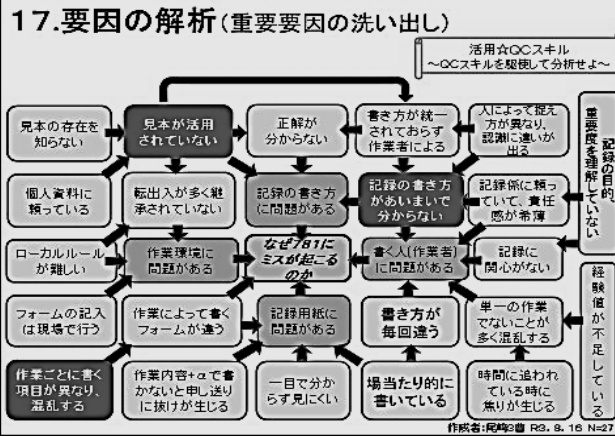 17.要因の解析(重要要因の洗い出し)
活用☆QCスキル
~QCスキルを駆使して分析せよ~
見本の存在を
知らない
見本が活用
されていない
正解が
分からない
書き方が統一
されておらず
作業者による
人によって捉え
方が異なり、
認識に違いが
出る
記録の目的、
重要度を理解していない
個人資料に
頼っている
転出入が多く継
承されていない
記録の書き方
に問題がある
記録の書き方
があいまいで
分からない
記録係に頼っ
ていて、責任
感が希薄
ローカルルール
が難しい
作業環境に
問題がある
なぜ781に
ミスが起こる
のか
書く人(作業者)
に問題がある
記録に
関心がない
経験値が不足している
フォームの記入
は現場で行う
作業によって書く
フォームが違う
記録用紙に
問題がある
書き方が
毎回違う
単一の作業
でないことが
多く混乱する
作業ごとに書く
項目が異なり、
混乱する
作業内容+αで書
かないと申し送り
に抜けが生じる
一目で分か
らず見にくい
場当たり的に
書いている
時間に追われ
ている時に
焦りが生じる
作成者:尾崎3曹 R3.8.16 N=27